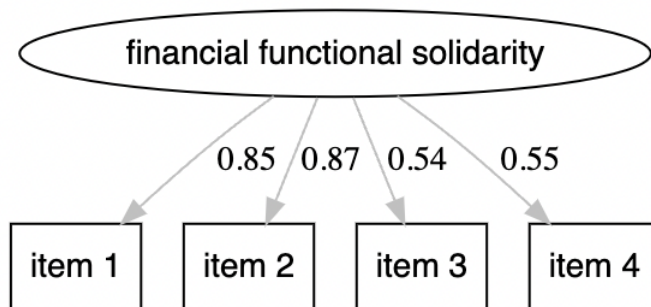 financial functional solidarity
0.85 0.87 0.54 0.55
item 1 item 2 item 3 item 4